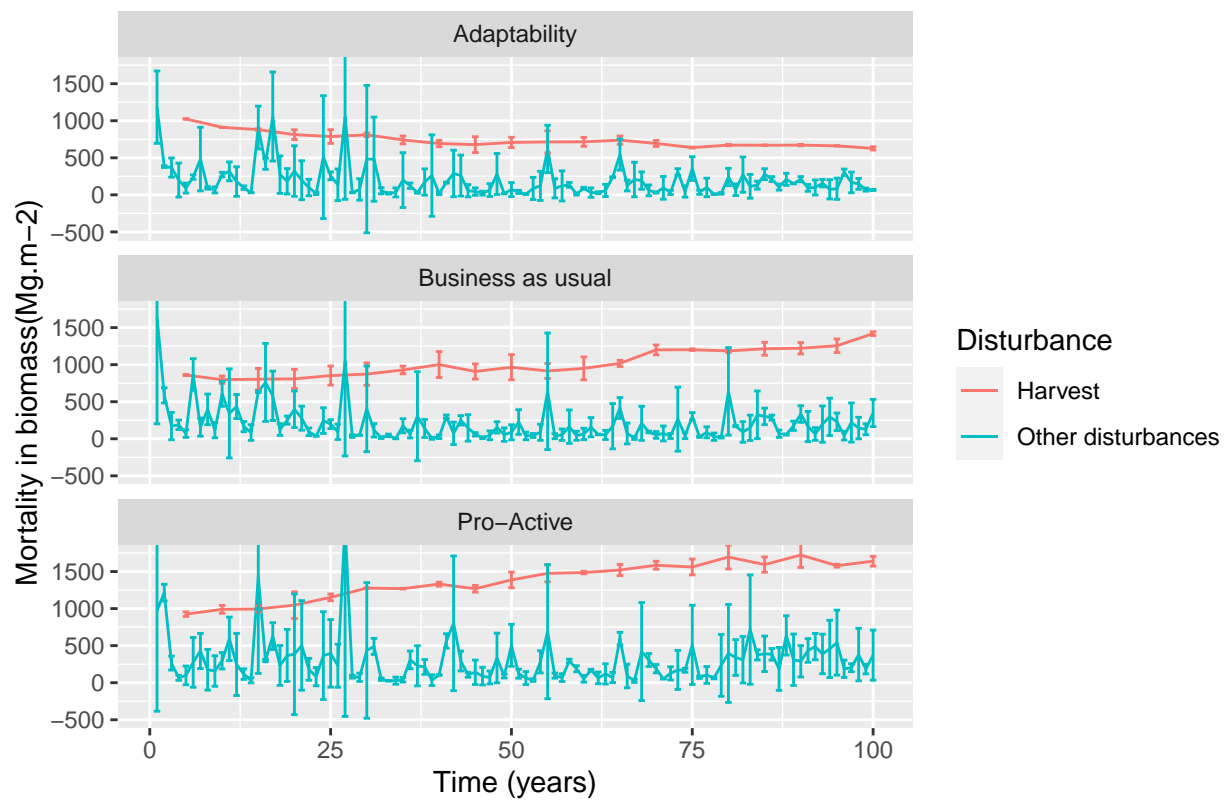 Adaptability
1500
1000
500
0
−500
Business as usual
1500
1000
500
0
−500
Pro−Active
1500
1000
500
0
−500
0 25 50 75 100
Time (years)
Mortality in biomass(Mg.m−2)
Disturbance
Harvest
Other disturbances